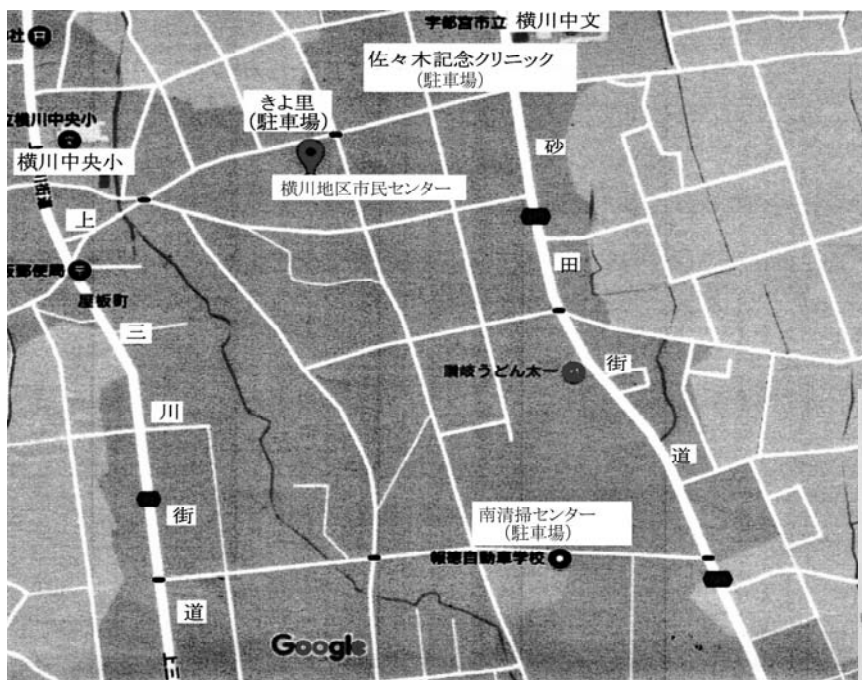 宇都宮市立 横川中文
佐々木記念クリニック
(駐車場)
きよ里
(駐車場)
横川中央小
横川中央小
横川地区市民センター
砂
田
街
道
上
三
川
街
道
屋板町
讃岐うどん太一
南清掃センター
(駐車場)
報徳自動車学校
Google